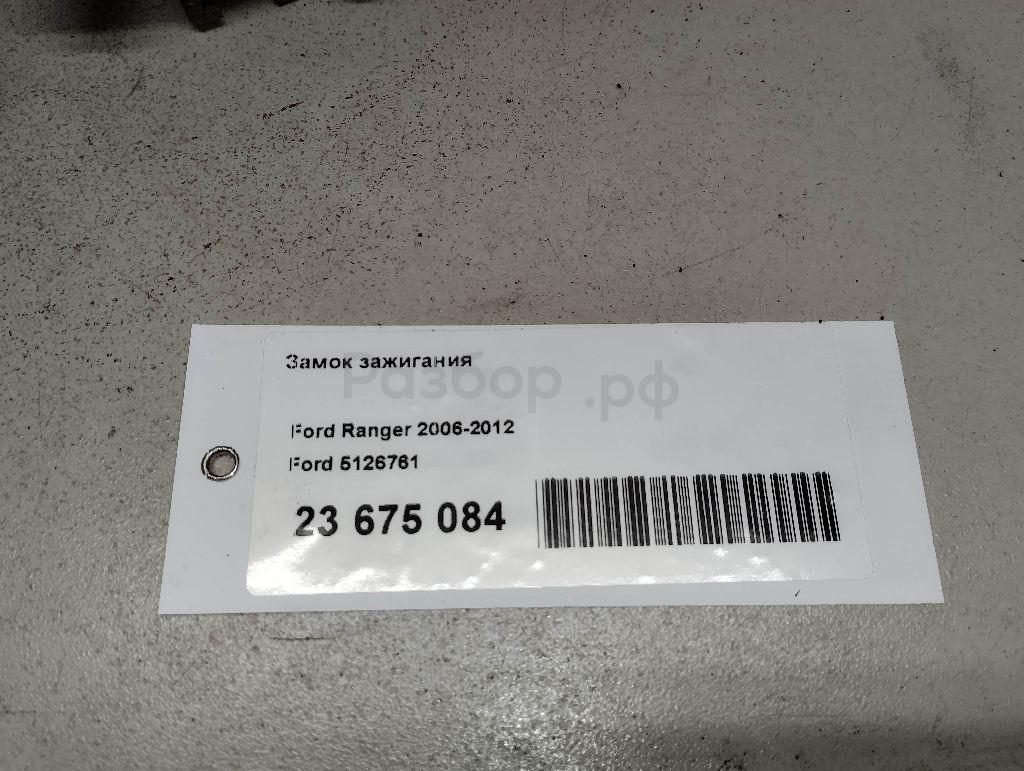 Замок зажигания
Разбор.рф
Ford Ranger 2006-2012
Ford 5126761
23 675 084